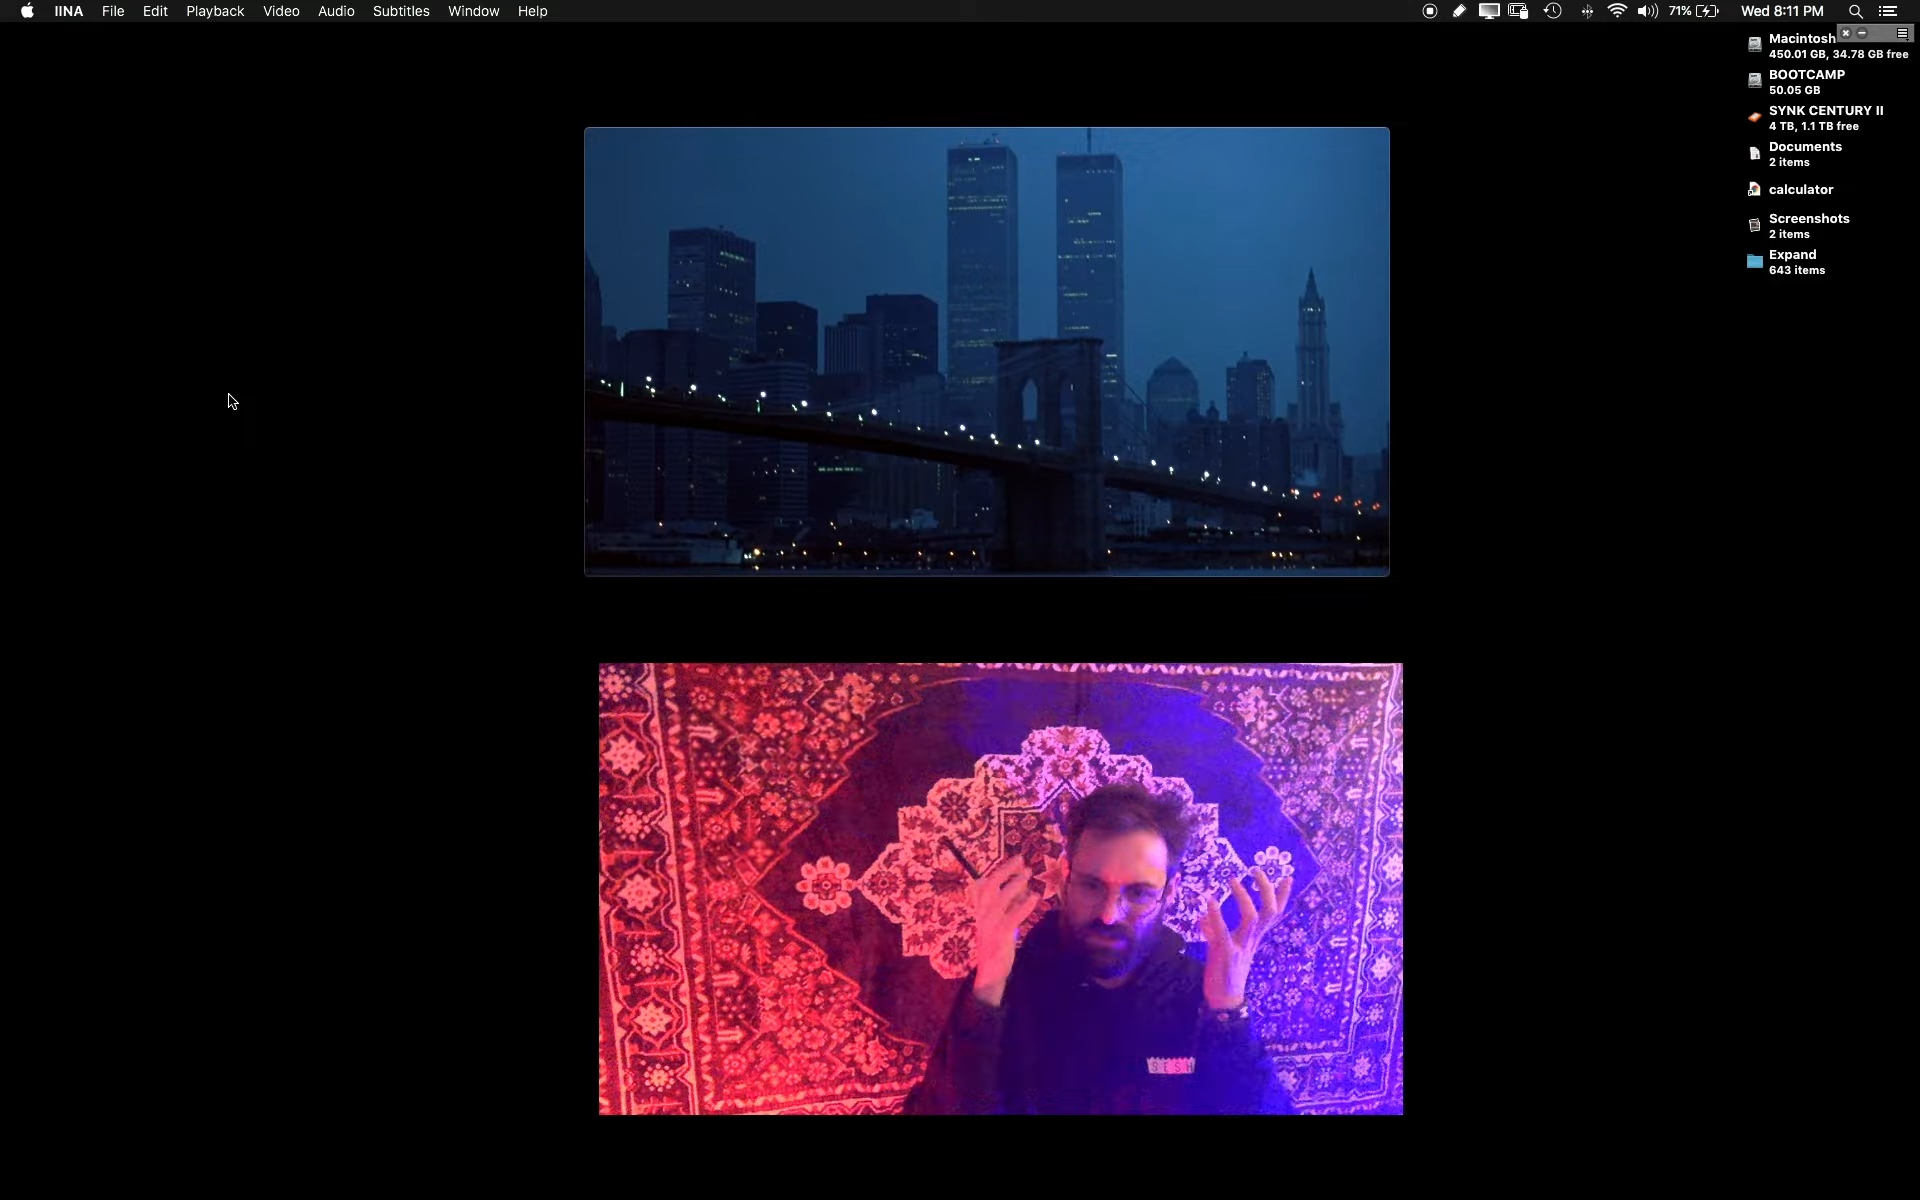 IINA File Edit Playback Video Audio Subtitles Window Help 71% Wed 8:11 PM
Macintosh
450.01 GB, 34.78 GB free
BOOTCAMP
50.05 GB
SYNK CENTURY II
4 TB, 1.1 TB free
Documents
2 items
calculator
Screenshots
2 items
Expand
643 items
SESH